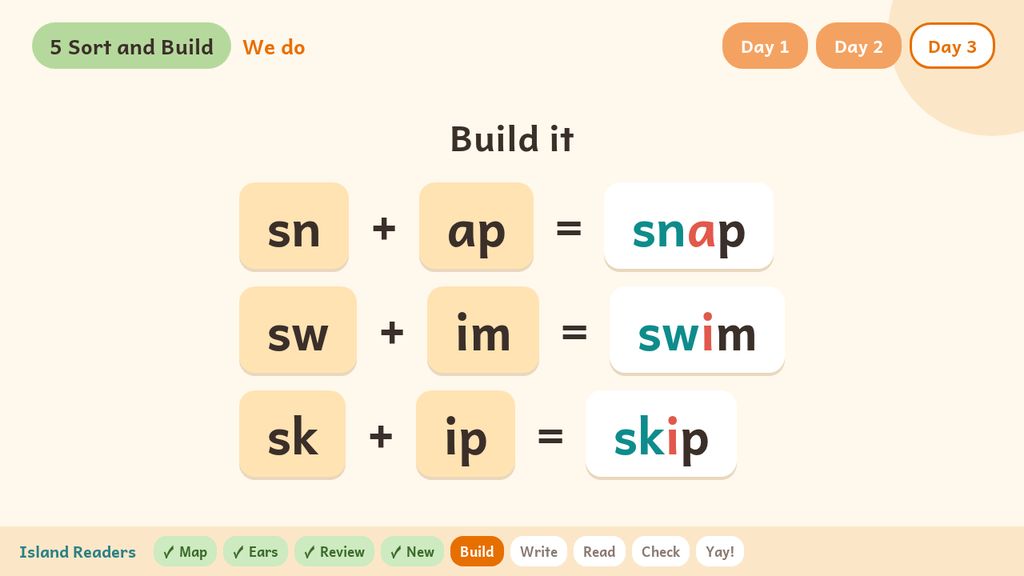 5 Sort and Build We do Day 1 Day 2 Day 3
Build it
sn + ap = snap
sw + im = swim
sk + ip = skip
Island Readers ✓ Map ✓ Ears ✓ Review ✓ New Build Write Read Check Yay!